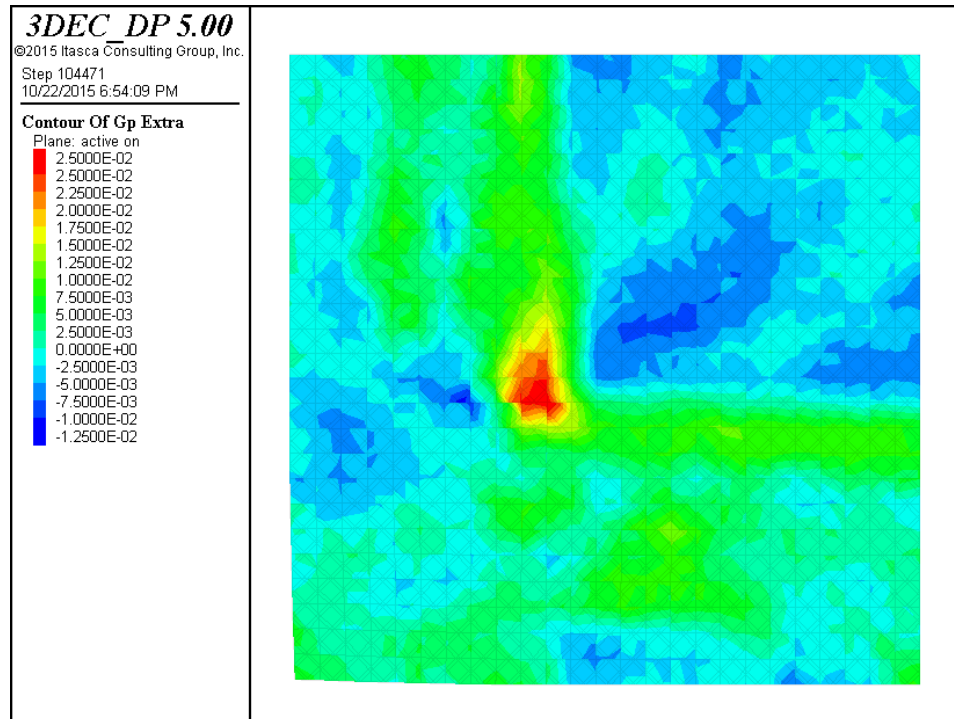 3DEC_DP 5.00
©2015 Itasca Consulting Group, Inc.
Step 104471
10/22/2015 6:54:09 PM
Contour Of Gp Extra
Plane: active on
2.5000E-02
2.5000E-02
2.2500E-02
2.0000E-02
1.7500E-02
1.5000E-02
1.2500E-02
1.0000E-02
7.5000E-03
5.0000E-03
2.5000E-03
0.0000E+00
-2.5000E-03
-5.0000E-03
-7.5000E-03
-1.0000E-02
-1.2500E-02